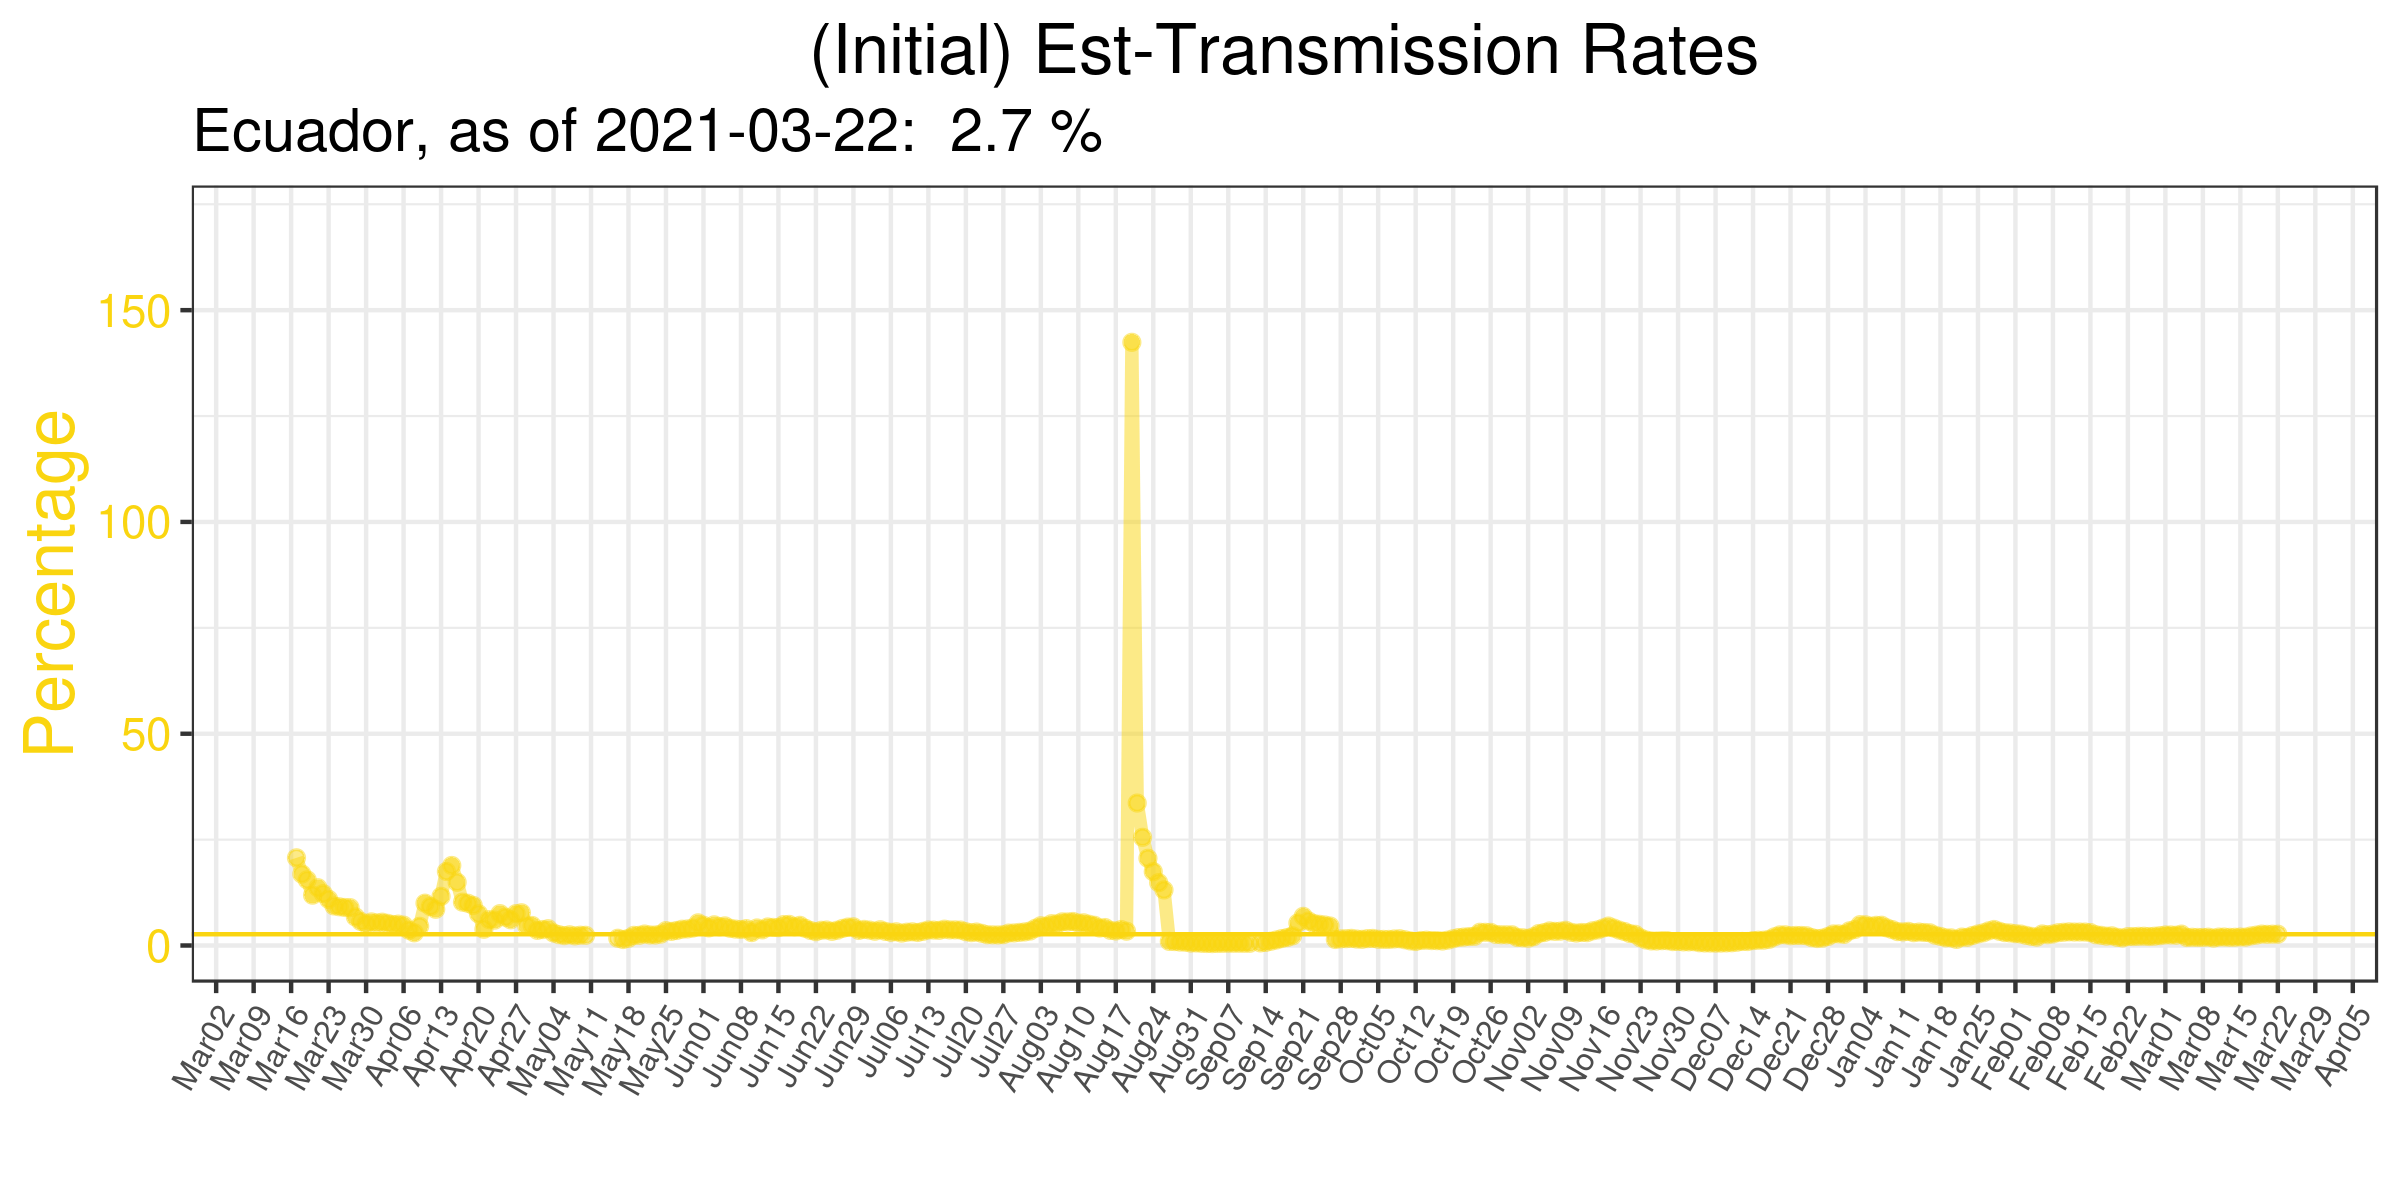 (Initial) Est-Transmission Rates
Ecuador, as of 2021-03-22:  2.7 %
Percentage
150
100
50
0
Mar02
Mar09
Mar16
Mar23
Mar30
Apr06
Apr13
Apr20
Apr27
May04
May11
May18
May25
Jun01
Jun08
Jun15
Jun22
Jun29
Jul06
Jul13
Jul20
Jul27
Aug03
Aug10
Aug17
Aug24
Aug31
Sep07
Sep14
Sep21
Sep28
Oct05
Oct12
Oct19
Oct26
Nov02
Nov09
Nov16
Nov23
Nov30
Dec07
Dec14
Dec21
Dec28
Jan04
Jan11
Jan18
Jan25
Feb01
Feb08
Feb15
Feb22
Mar01
Mar08
Mar15
Mar22
Mar29
Apr05